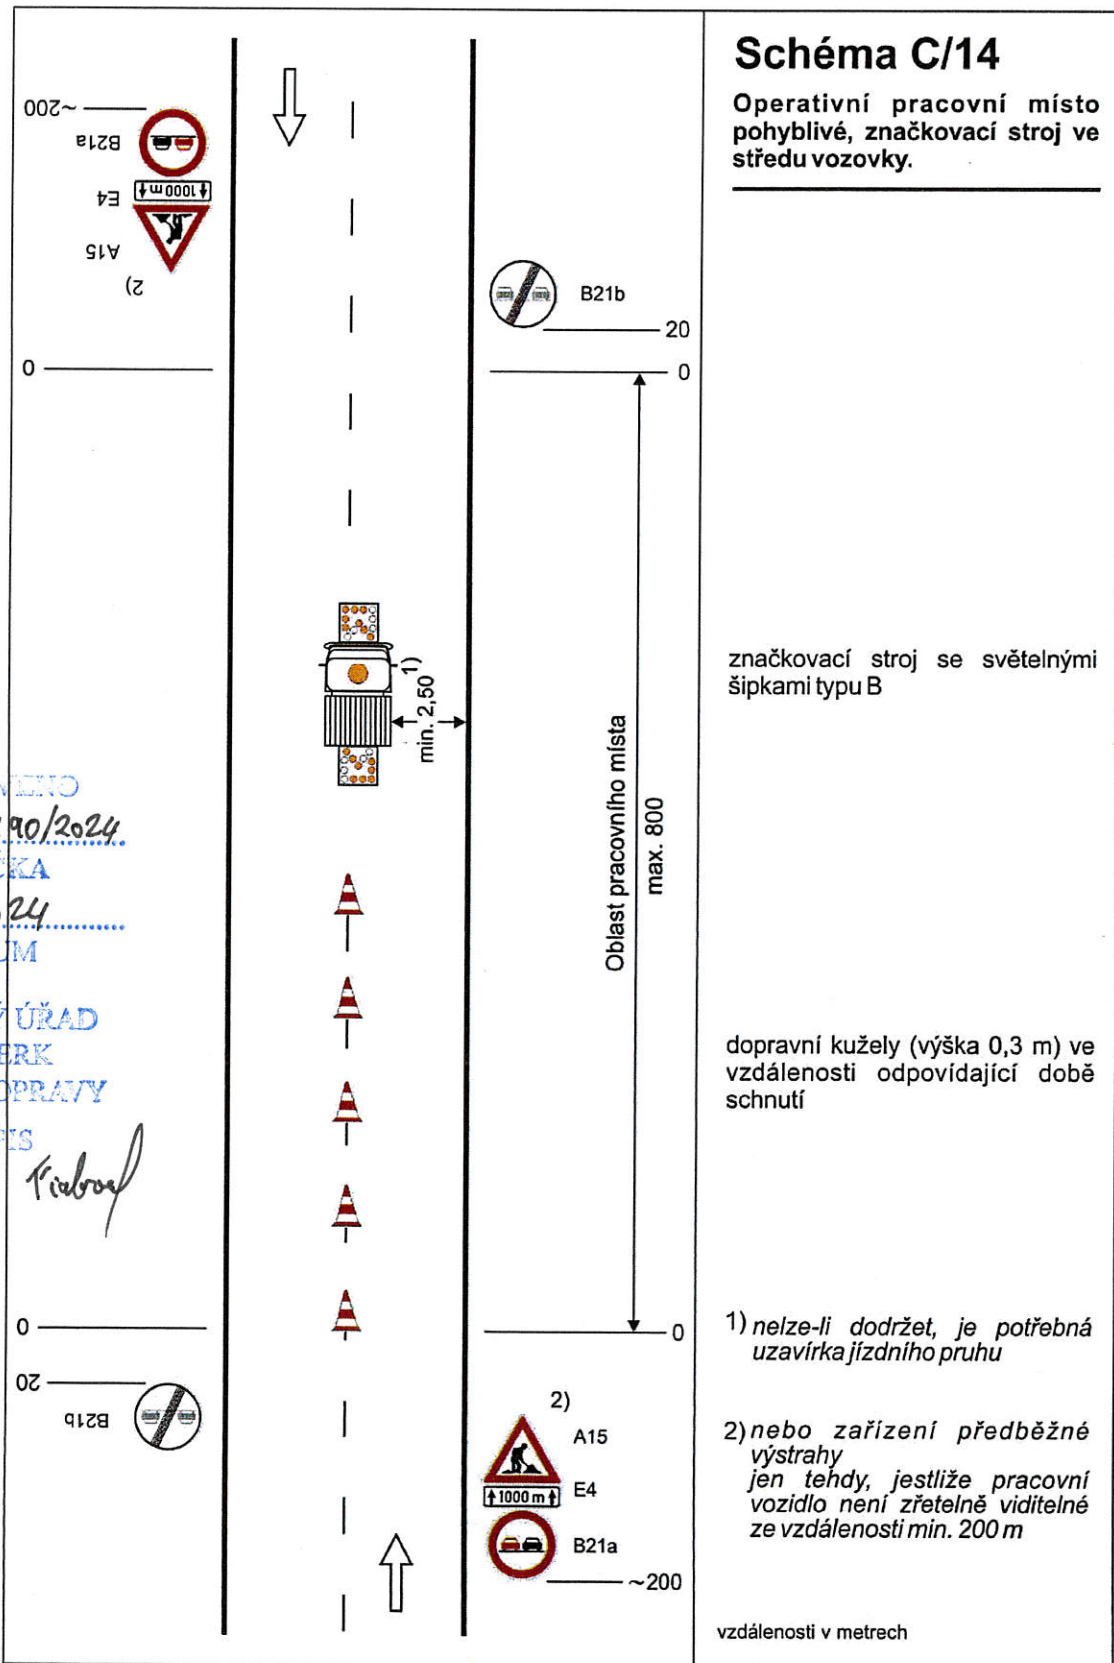 Schéma C/14
Operativní pracovní místo
pohyblivé, značkovací stroj ve
středu vozovky.
~200
B21a
E4
1000 m
A15
2)
B21b
20
0
0
1)
min. 2,50
značkovací stroj se světelnými
šipkami typu B
Oblast pracovního místa
max. 800
90/2024
24
ÚŘAD
dopravní kužely (výška 0,3 m) ve
vzdálenosti odpovídající době
schnutí
0
0
1) nelze-li dodržet, je potřebná
uzavírka jízdního pruhu
20
B21b
2)
A15
1000 m
E4
B21a
~200
2) nebo zařízení předběžné
výstrahy
jen tehdy, jestliže pracovní
vozidlo není zřetelně viditelné
ze vzdálenosti min. 200 m
vzdálenosti v metrech